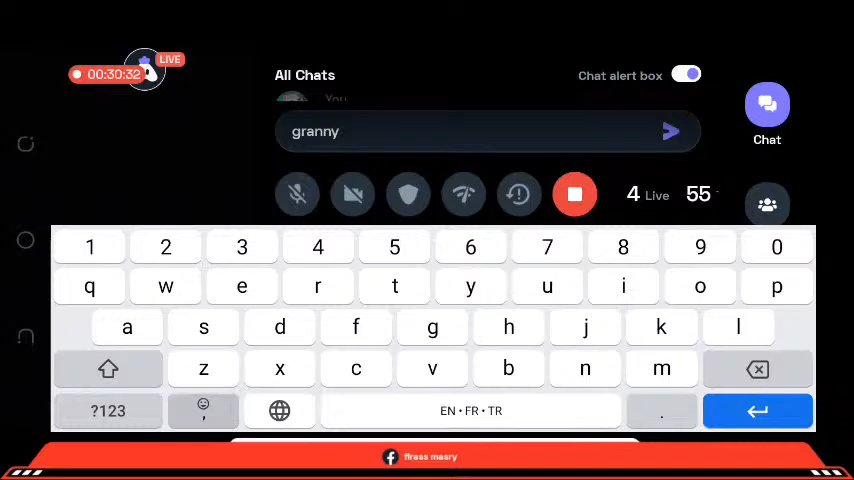 LIVE
00:30:32
All Chats
Chat alert box
You
granny
Chat
4 Live 55
1 2 3 4 5 6 7 8 9 0
q w e r t y u i o p
a s d f g h j k l
z x c v b n m
?123 , EN • FR • TR .
firass masry